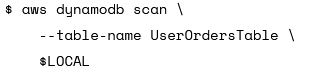 $ aws dynamodb scan \
--table-name UserOrdersTable \
$LOCAL